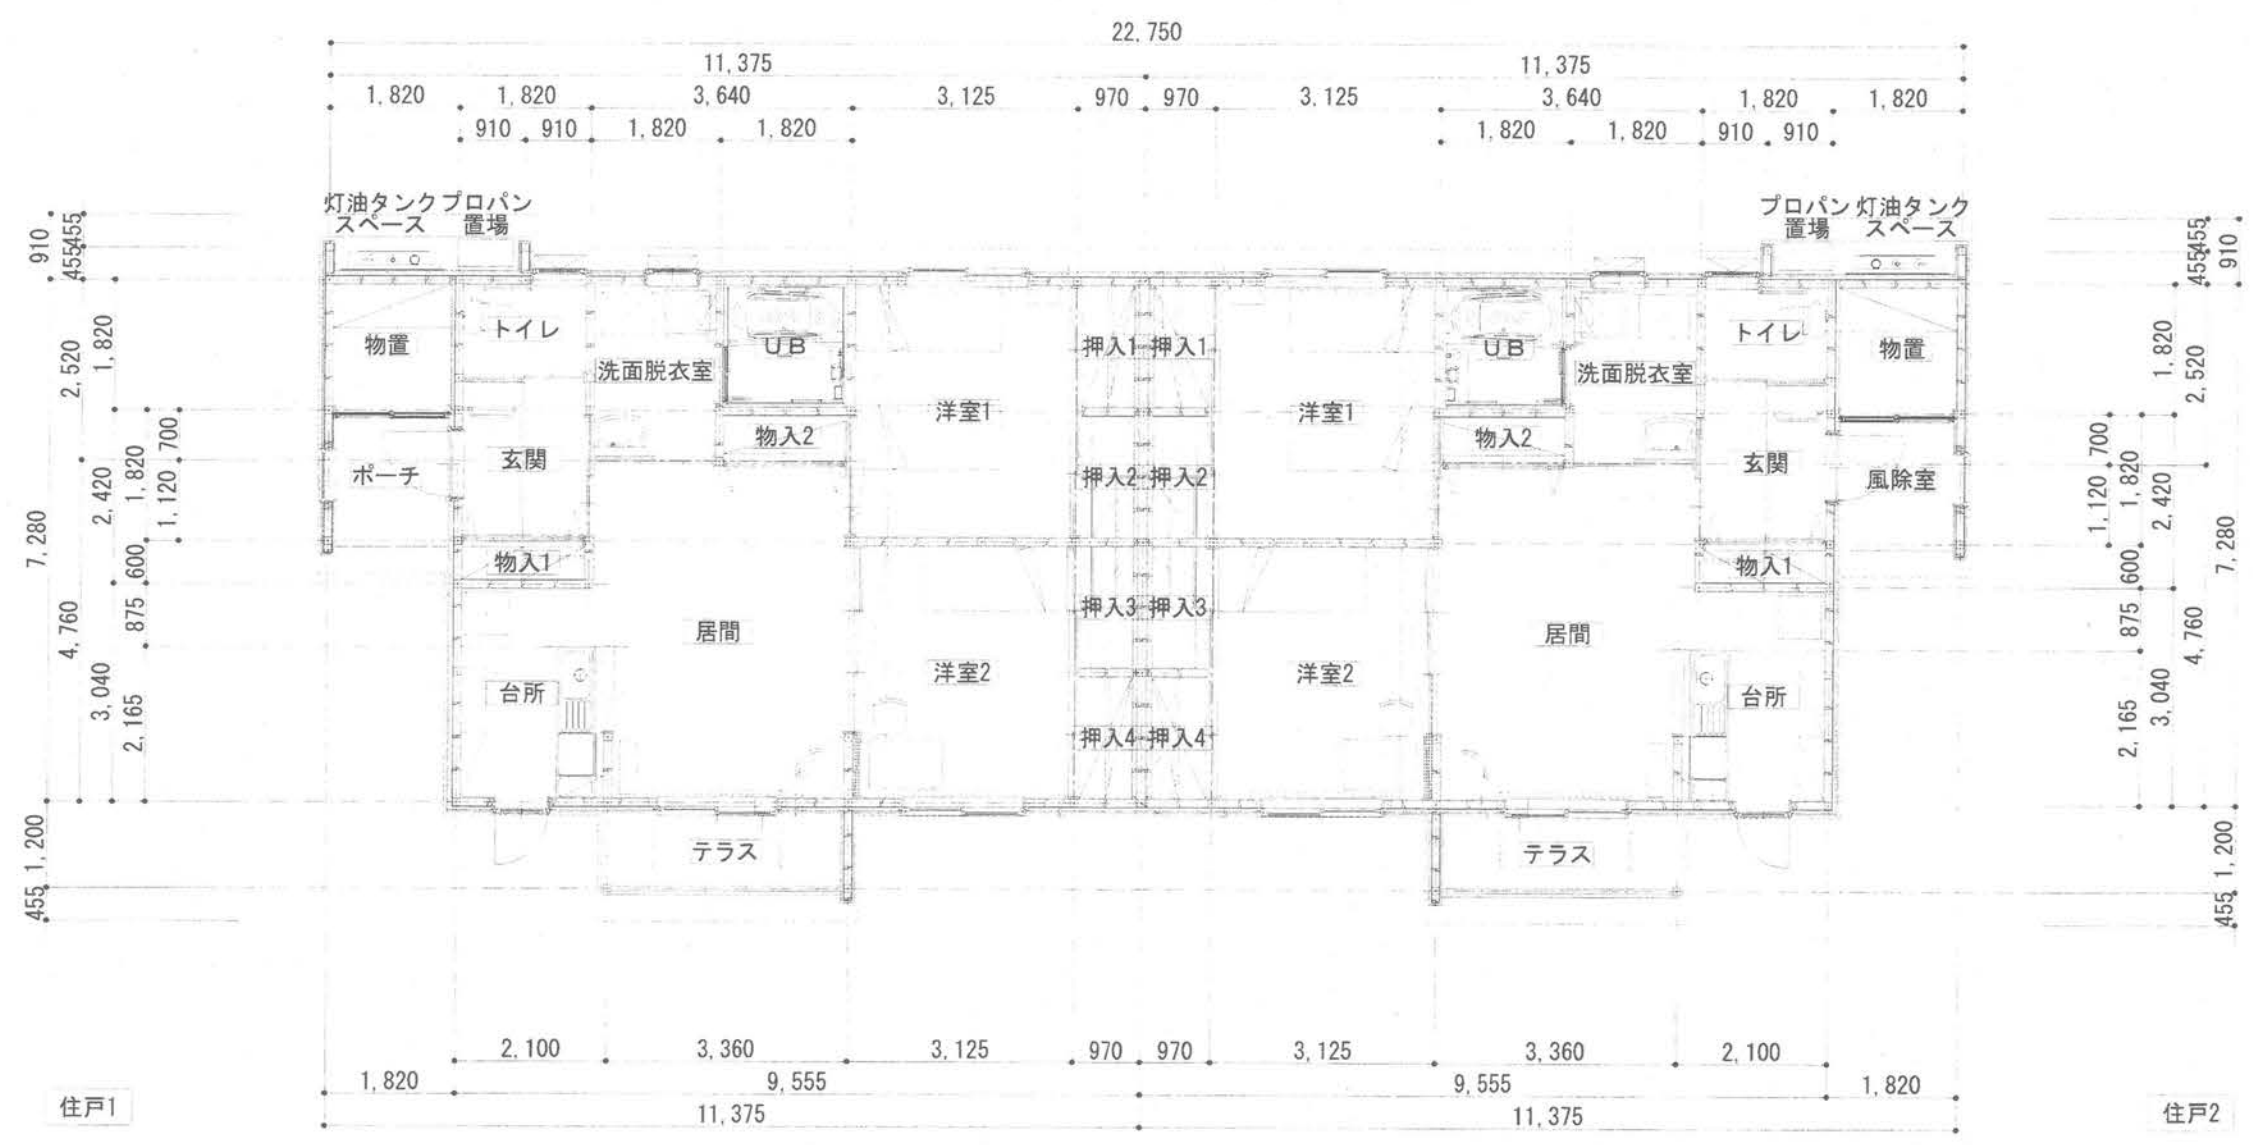 22,750
11,375
11,375
1,820
1,820
3,640
3,125
970
970
3,125
3,640
1,820
1,820
910
910
1,820
1,820
1,820
1,820
910
910
灯油タンク
スペース
プロパン
置場
プロパン
置場
灯油タンク
スペース
910
455
455
455
455
910
物置
トイレ
洗面脱衣室
UB
物入2
洋室1
押入1
押入1
洋室1
UB
物入2
洗面脱衣室
トイレ
物置
2,520
1,820
1,820
2,520
ポーチ
玄関
押入2
押入2
玄関
風除室
7,280
2,420
1,820
1,120
700
700
1,120
1,820
2,420
7,280
物入1
物入1
600
600
4,760
3,040
875
2,165
875
2,165
3,040
4,760
居間
押入3
押入3
居間
台所
洋室2
洋室2
台所
押入4
押入4
テラス
テラス
1,200
455
1,200
455
2,100
3,360
3,125
970
970
3,125
3,360
2,100
1,820
9,555
9,555
1,820
11,375
11,375
住戸1
住戸2